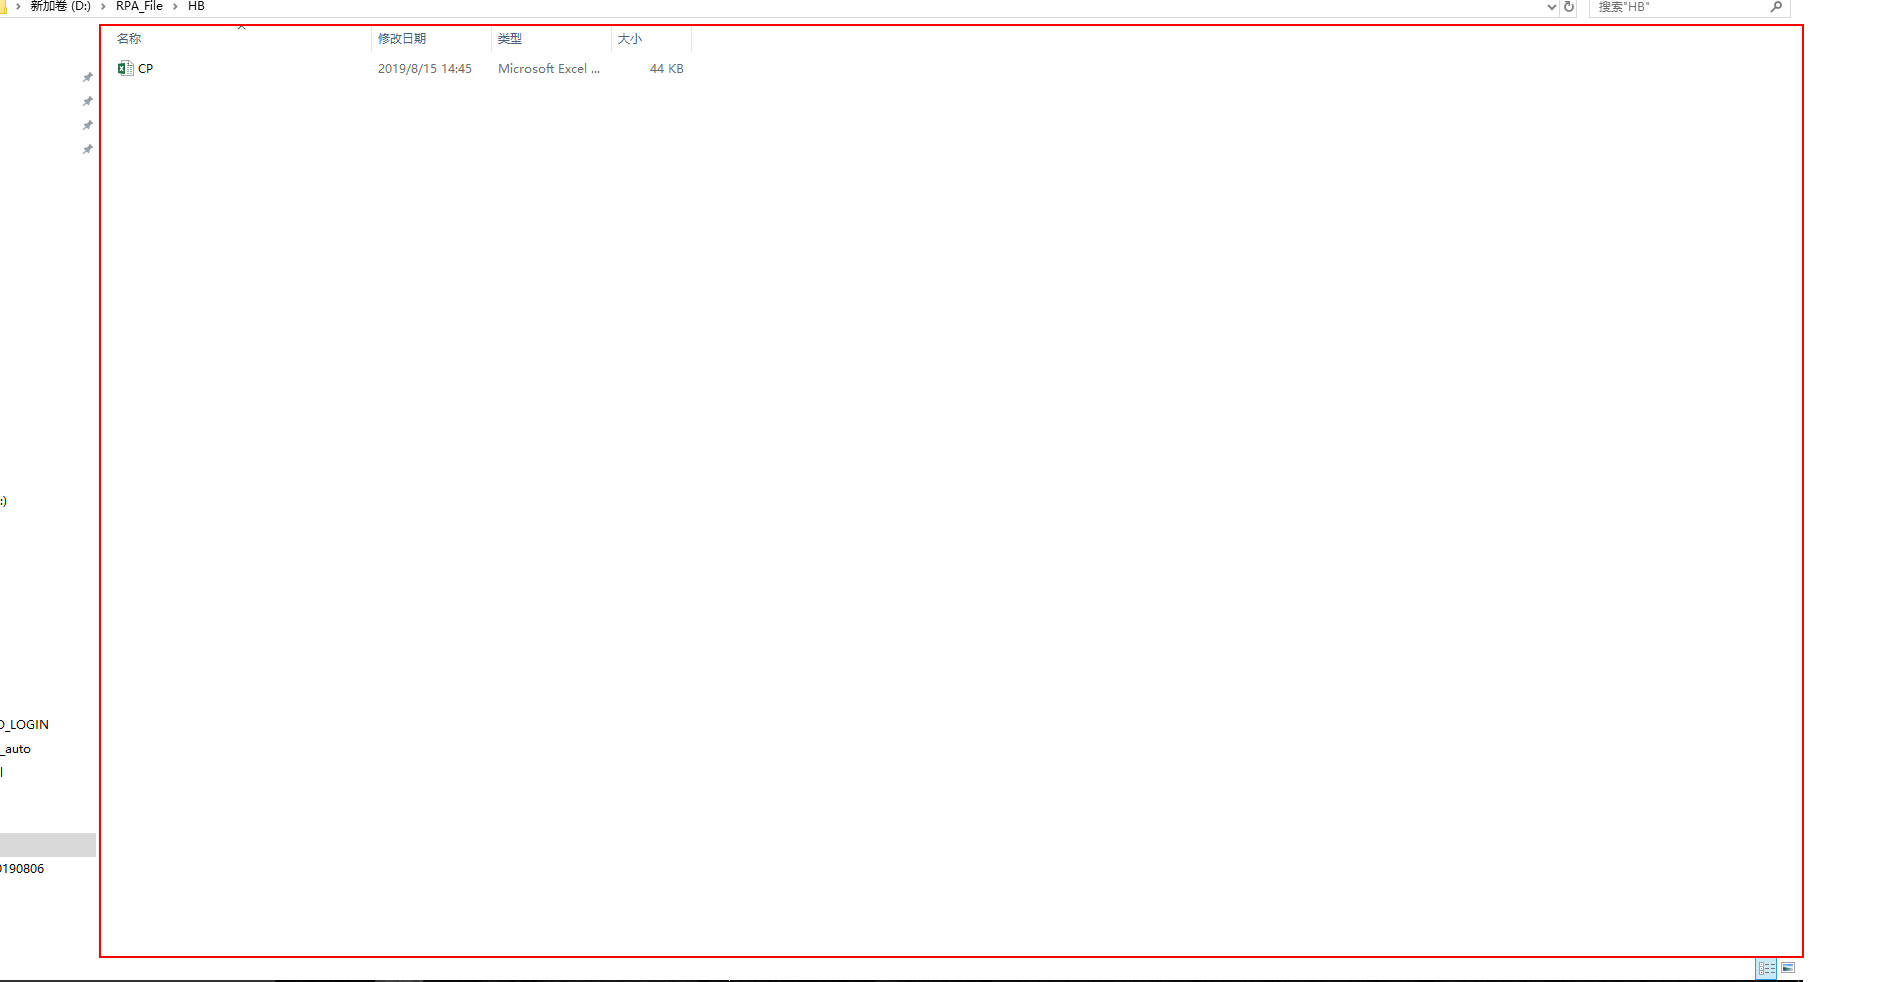 新加卷 (D:) › RPA_File › HB
搜索"HB"
名称 修改日期 类型 大小
CP 2019/8/15 14:45 Microsoft Excel ... 44 KB
:)
_LOGIN
_auto
190806